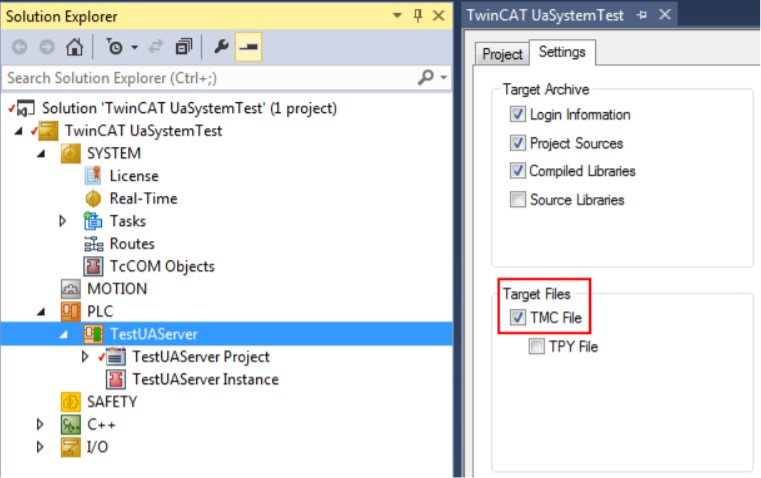 Solution Explorer
Search Solution Explorer (Ctrl+;)
Solution 'TwinCAT UaSystemTest' (1 project)
TwinCAT UaSystemTest
SYSTEM
License
Real-Time
Tasks
Routes
TcCOM Objects
MOTION
PLC
TestUAServer
TestUAServer Project
TestUAServer Instance
SAFETY
C++
I/O
TwinCAT UaSystemTest
Project Settings
Target Archive
Login Information
Project Sources
Compiled Libraries
Source Libraries
Target Files
TMC File
TPY File